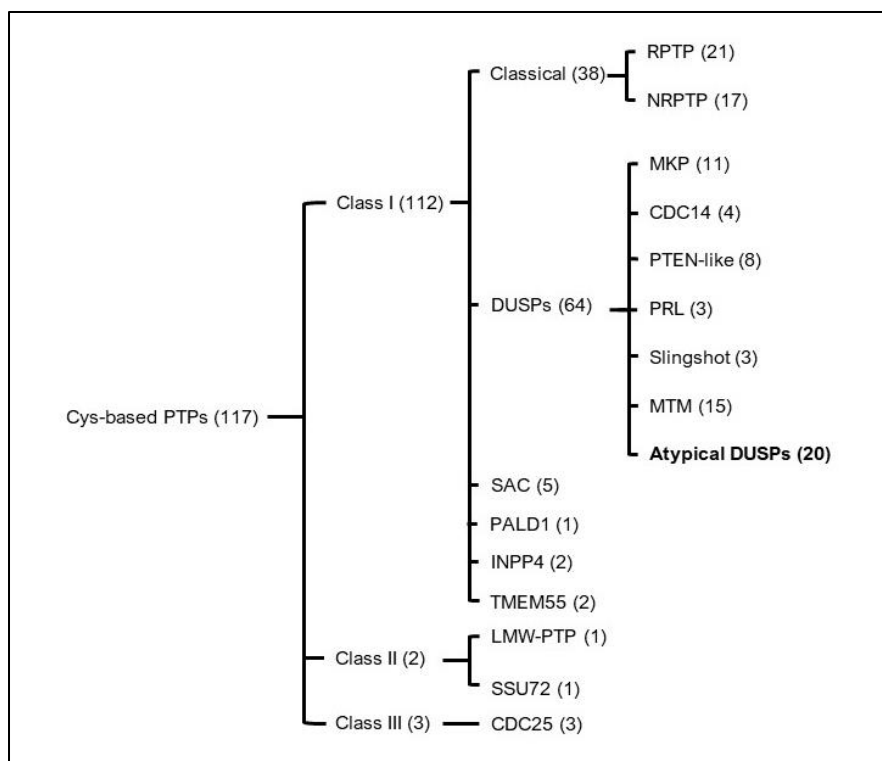 Cys-based PTPs (117)
Class I (112)
Classical (38)
RPTP (21)
NRPTP (17)
DUSPs (64)
MKP (11)
CDC14 (4)
PTEN-like (8)
PRL (3)
Slingshot (3)
MTM (15)
Atypical DUSPs (20)
SAC (5)
PALD1 (1)
INPP4 (2)
TMEM55 (2)
Class II (2)
LMW-PTP (1)
SSU72 (1)
Class III (3)
CDC25 (3)